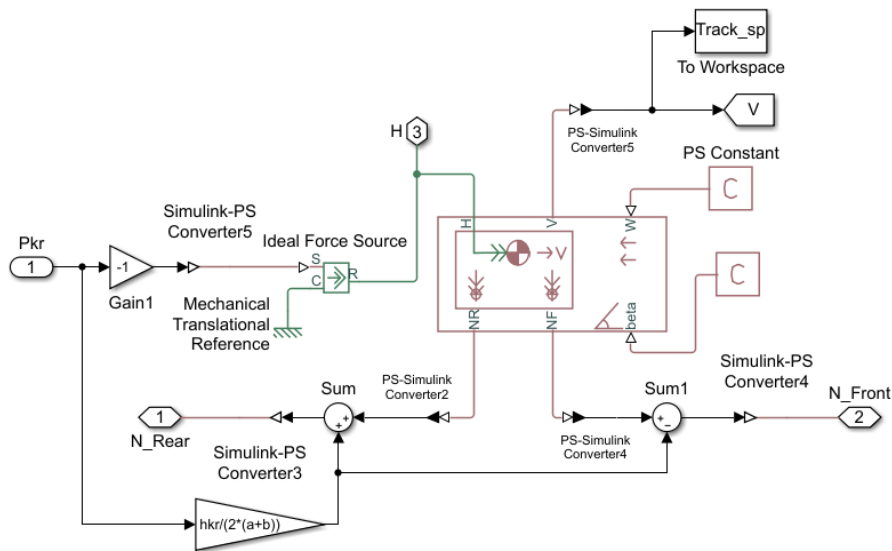 Track_sp
To Workspace
H 3
V
PS-Simulink
Converter5
PS Constant
C
Simulink-PS
Converter5
Ideal Force Source
Pkr
1
-1
Gain1
S
C
R
Mechanical
Translational
Reference
H
V
W
V
NR
NF
beta
C
Simulink-PS
Converter4
N_Front
2
Sum
PS-Simulink
Converter2
Sum1
1
N_Rear
+
+
+
−
PS-Simulink
Converter4
Simulink-PS
Converter3
hkr/(2*(a+b))